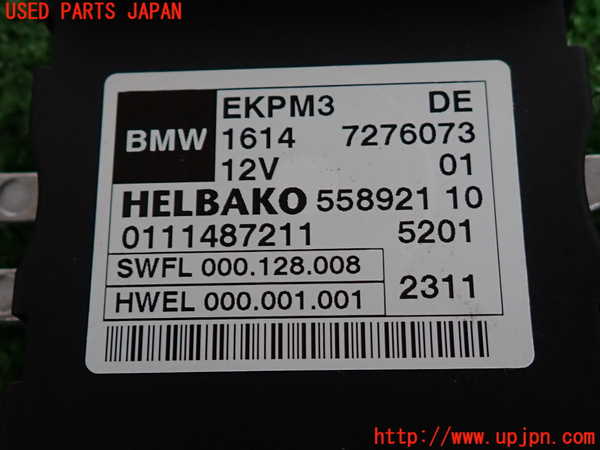 USED PARTS JAPAN
BMW
EKPM3 DE
1614 7276073
12V 01
HELBAKO 558921 10
0111487211 5201
SWFL 000.128.008
HWEL 000.001.001
2311
UPJ
www.upjpn.com